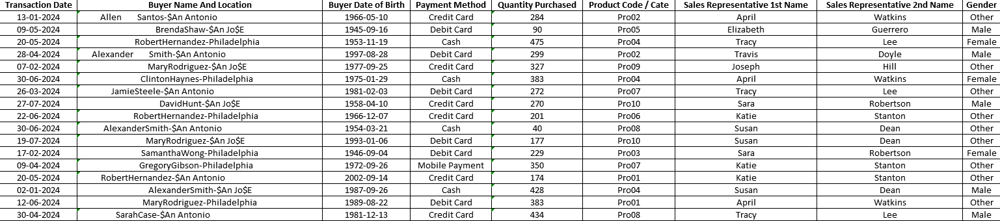 Transaction Date Buyer Name And Location Buyer Date of Birth Payment Method Quantity Purchased Product Code / Cate Sales Representative 1st Name Sales Representative 2nd Name Gender
13-01-2024 Allen Santos-$An Antonio 1966-05-10 Credit Card 284 Pro02 April Watkins Other
09-05-2024 BrendaShaw-$An Jo$E 1945-09-16 Debit Card 90 Pro05 Elizabeth Guerrero Male
20-05-2024 RobertHernandez-Philadelphia 1953-11-19 Cash 475 Pro04 Tracy Lee Female
28-04-2024 Alexander Smith-$An Antonio 1997-08-28 Debit Card 299 Pro02 Travis Doyle Male
07-02-2024 MaryRodriguez-$An Jo$E 1977-09-25 Credit Card 327 Pro09 Joseph Hill Other
30-06-2024 ClintonHaynes-Philadelphia 1975-01-29 Cash 383 Pro04 April Watkins Female
26-03-2024 JamieSteele-$An Antonio 1981-02-03 Debit Card 272 Pro07 Tracy Lee Other
27-07-2024 DavidHunt-$An Jo$E 1958-04-10 Credit Card 270 Pro10 Sara Robertson Male
22-06-2024 RobertHernandez-Philadelphia 1966-12-07 Credit Card 201 Pro06 Katie Stanton Other
30-06-2024 AlexanderSmith-$An Antonio 1954-03-21 Cash 40 Pro08 Susan Dean Other
19-07-2024 MaryRodriguez-$An Jo$E 1993-01-06 Debit Card 177 Pro10 Susan Dean Other
17-02-2024 SamanthaWong-Philadelphia 1946-09-04 Debit Card 229 Pro03 Sara Robertson Female
09-04-2024 GregoryGibson-Philadelphia 1972-09-26 Mobile Payment 350 Pro07 Katie Stanton Other
20-05-2024 RobertHernandez-$An Antonio 2002-09-14 Credit Card 174 Pro01 Katie Stanton Other
02-01-2024 AlexanderSmith-$An Jo$E 1987-09-26 Cash 428 Pro04 Susan Dean Male
12-06-2024 MaryRodriguez-Philadelphia 1989-08-22 Debit Card 383 Pro01 April Watkins Other
30-04-2024 SarahCase-$An Antonio 1981-12-13 Credit Card 434 Pro08 Tracy Lee Male